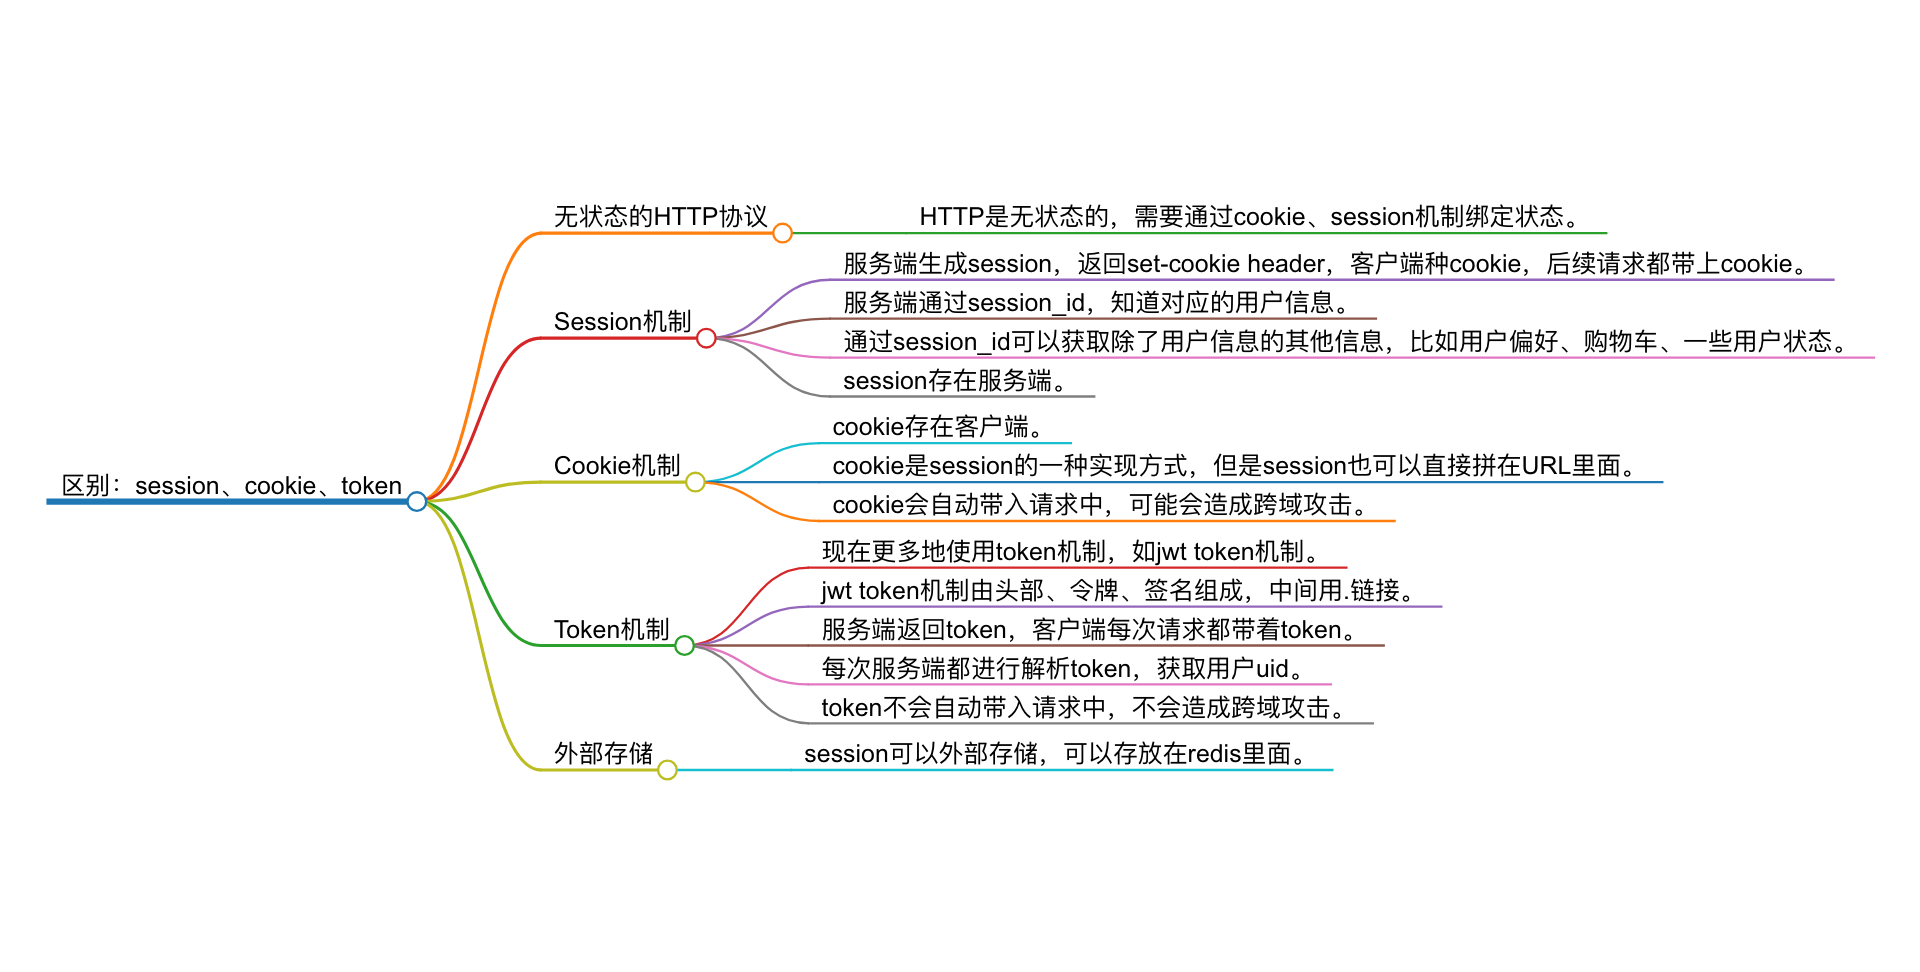 区别：session、cookie、token
无状态的HTTP协议
HTTP是无状态的，需要通过cookie、session机制绑定状态。
Session机制
服务端生成session，返回set-cookie header，客户端种cookie，后续请求都带上cookie。
服务端通过session_id，知道对应的用户信息。
通过session_id可以获取除了用户信息的其他信息，比如用户偏好、购物车、一些用户状态。
session存在服务端。
Cookie机制
cookie存在客户端。
cookie是session的一种实现方式，但是session也可以直接拼在URL里面。
cookie会自动带入请求中，可能会造成跨域攻击。
Token机制
现在更多地使用token机制，如jwt token机制。
jwt token机制由头部、令牌、签名组成，中间用.链接。
服务端返回token，客户端每次请求都带着token。
每次服务端都进行解析token，获取用户uid。
token不会自动带入请求中，不会造成跨域攻击。
外部存储
session可以外部存储，可以存放在redis里面。